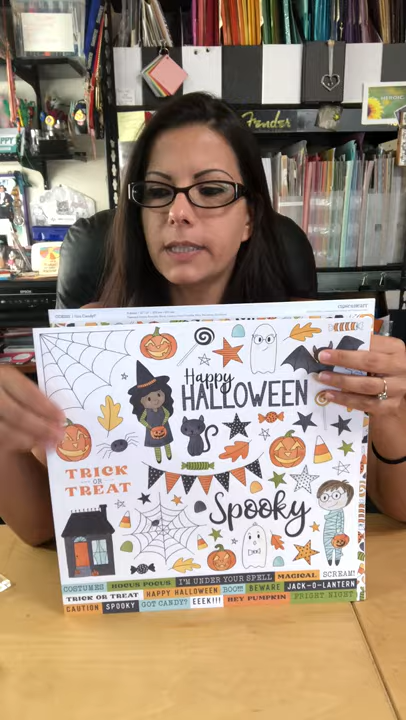 Fender
Happy
HALLOWEEN
TRICK
OR
TREAT
Spooky
BOO!
COSTUMES HOCUS POCUS I'M UNDER YOUR SPELL MAGICAL SCREAM!
TRICK OR TREAT HAPPY HALLOWEEN BOO!!! BEWARE JACK-O-LANTERN
CAUTION SPOOKY GOT CANDY? EEEK!!! HEY PUMPKIN FRIGHT NIGHT